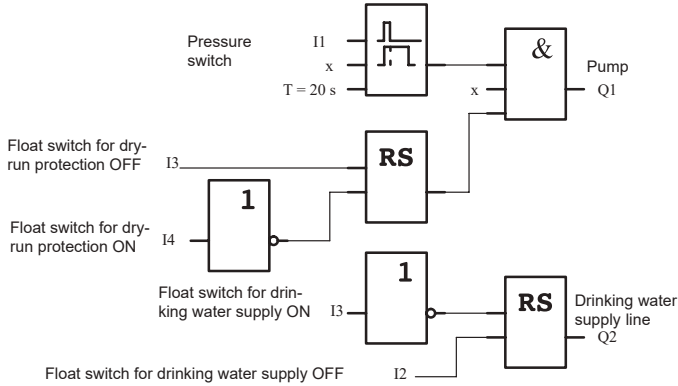 Pressure
switch
I1
x
T = 20 s
&
x
Pump
Q1
Float switch for dry-
run protection OFF
I3
RS
1
Float switch for dry-
run protection ON
I4
Float switch for drin-
king water supply ON
I3
1
RS
Drinking water
supply line
Q2
Float switch for drinking water supply OFF
I2